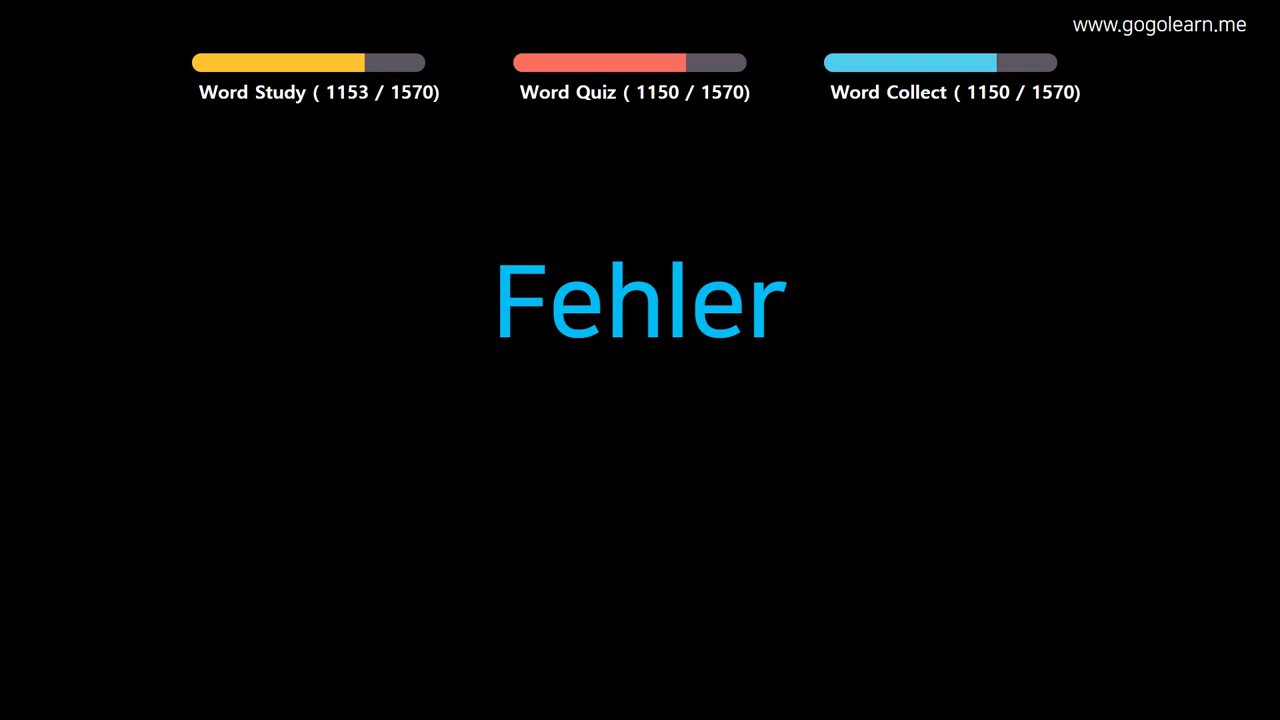 www.gogolearn.me
Word Study ( 1153 / 1570)
Word Quiz ( 1150 / 1570)
Word Collect ( 1150 / 1570)
Fehler